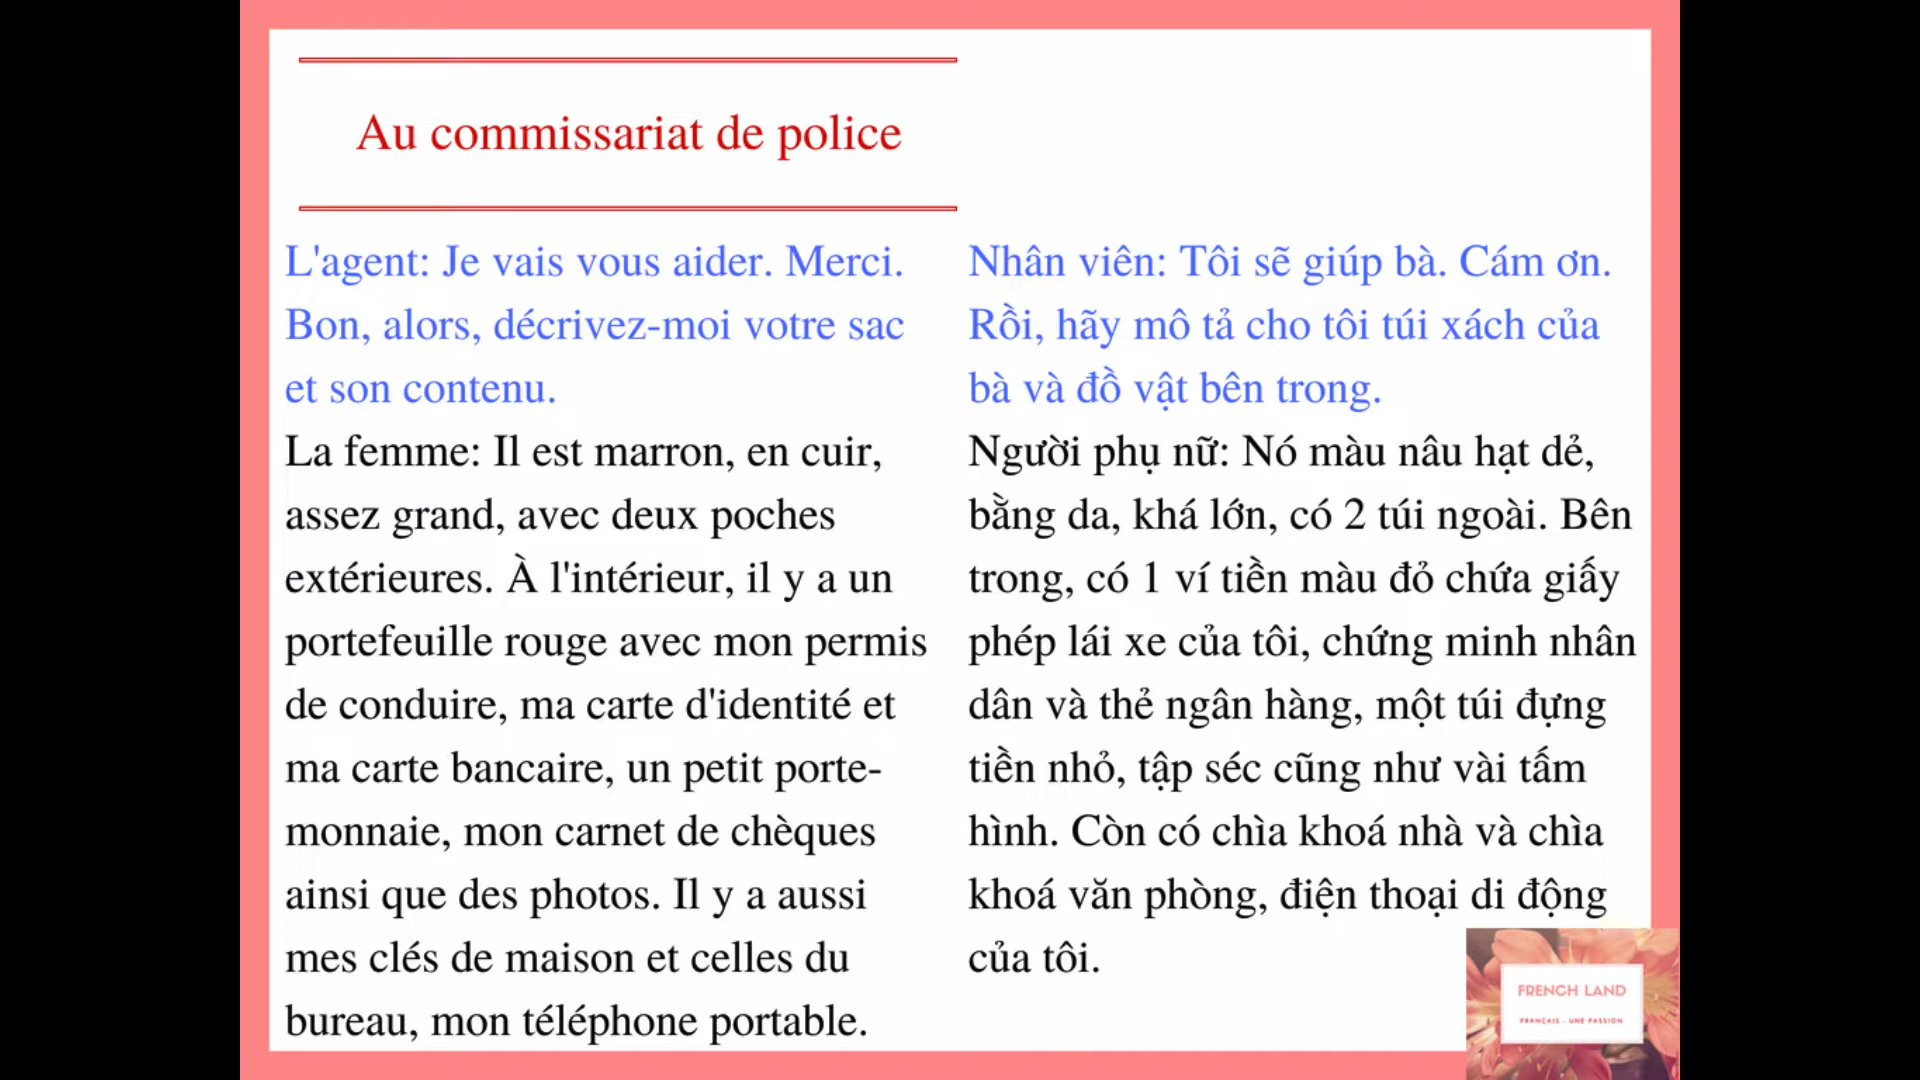 Au commissariat de police
L'agent: Je vais vous aider. Merci.
Bon, alors, décrivez-moi votre sac
et son contenu.
La femme: Il est marron, en cuir,
assez grand, avec deux poches
extérieures. À l'intérieur, il y a un
portefeuille rouge avec mon permis
de conduire, ma carte d'identité et
ma carte bancaire, un petit porte-
monnaie, mon carnet de chèques
ainsi que des photos. Il y a aussi
mes clés de maison et celles du
bureau, mon téléphone portable.
Nhân viên: Tôi sẽ giúp bà. Cám ơn.
Rồi, hãy mô tả cho tôi túi xách của
bà và đồ vật bên trong.
Người phụ nữ: Nó màu nâu hạt dẻ,
bằng da, khá lớn, có 2 túi ngoài. Bên
trong, có 1 ví tiền màu đỏ chứa giấy
phép lái xe của tôi, chứng minh nhân
dân và thẻ ngân hàng, một túi đựng
tiền nhỏ, tập séc cũng như vài tấm
hình. Còn có chìa khoá nhà và chìa
khoá văn phòng, điện thoại di động
của tôi.
FRENCH LAND
FRANÇAIS - UNE PASSION